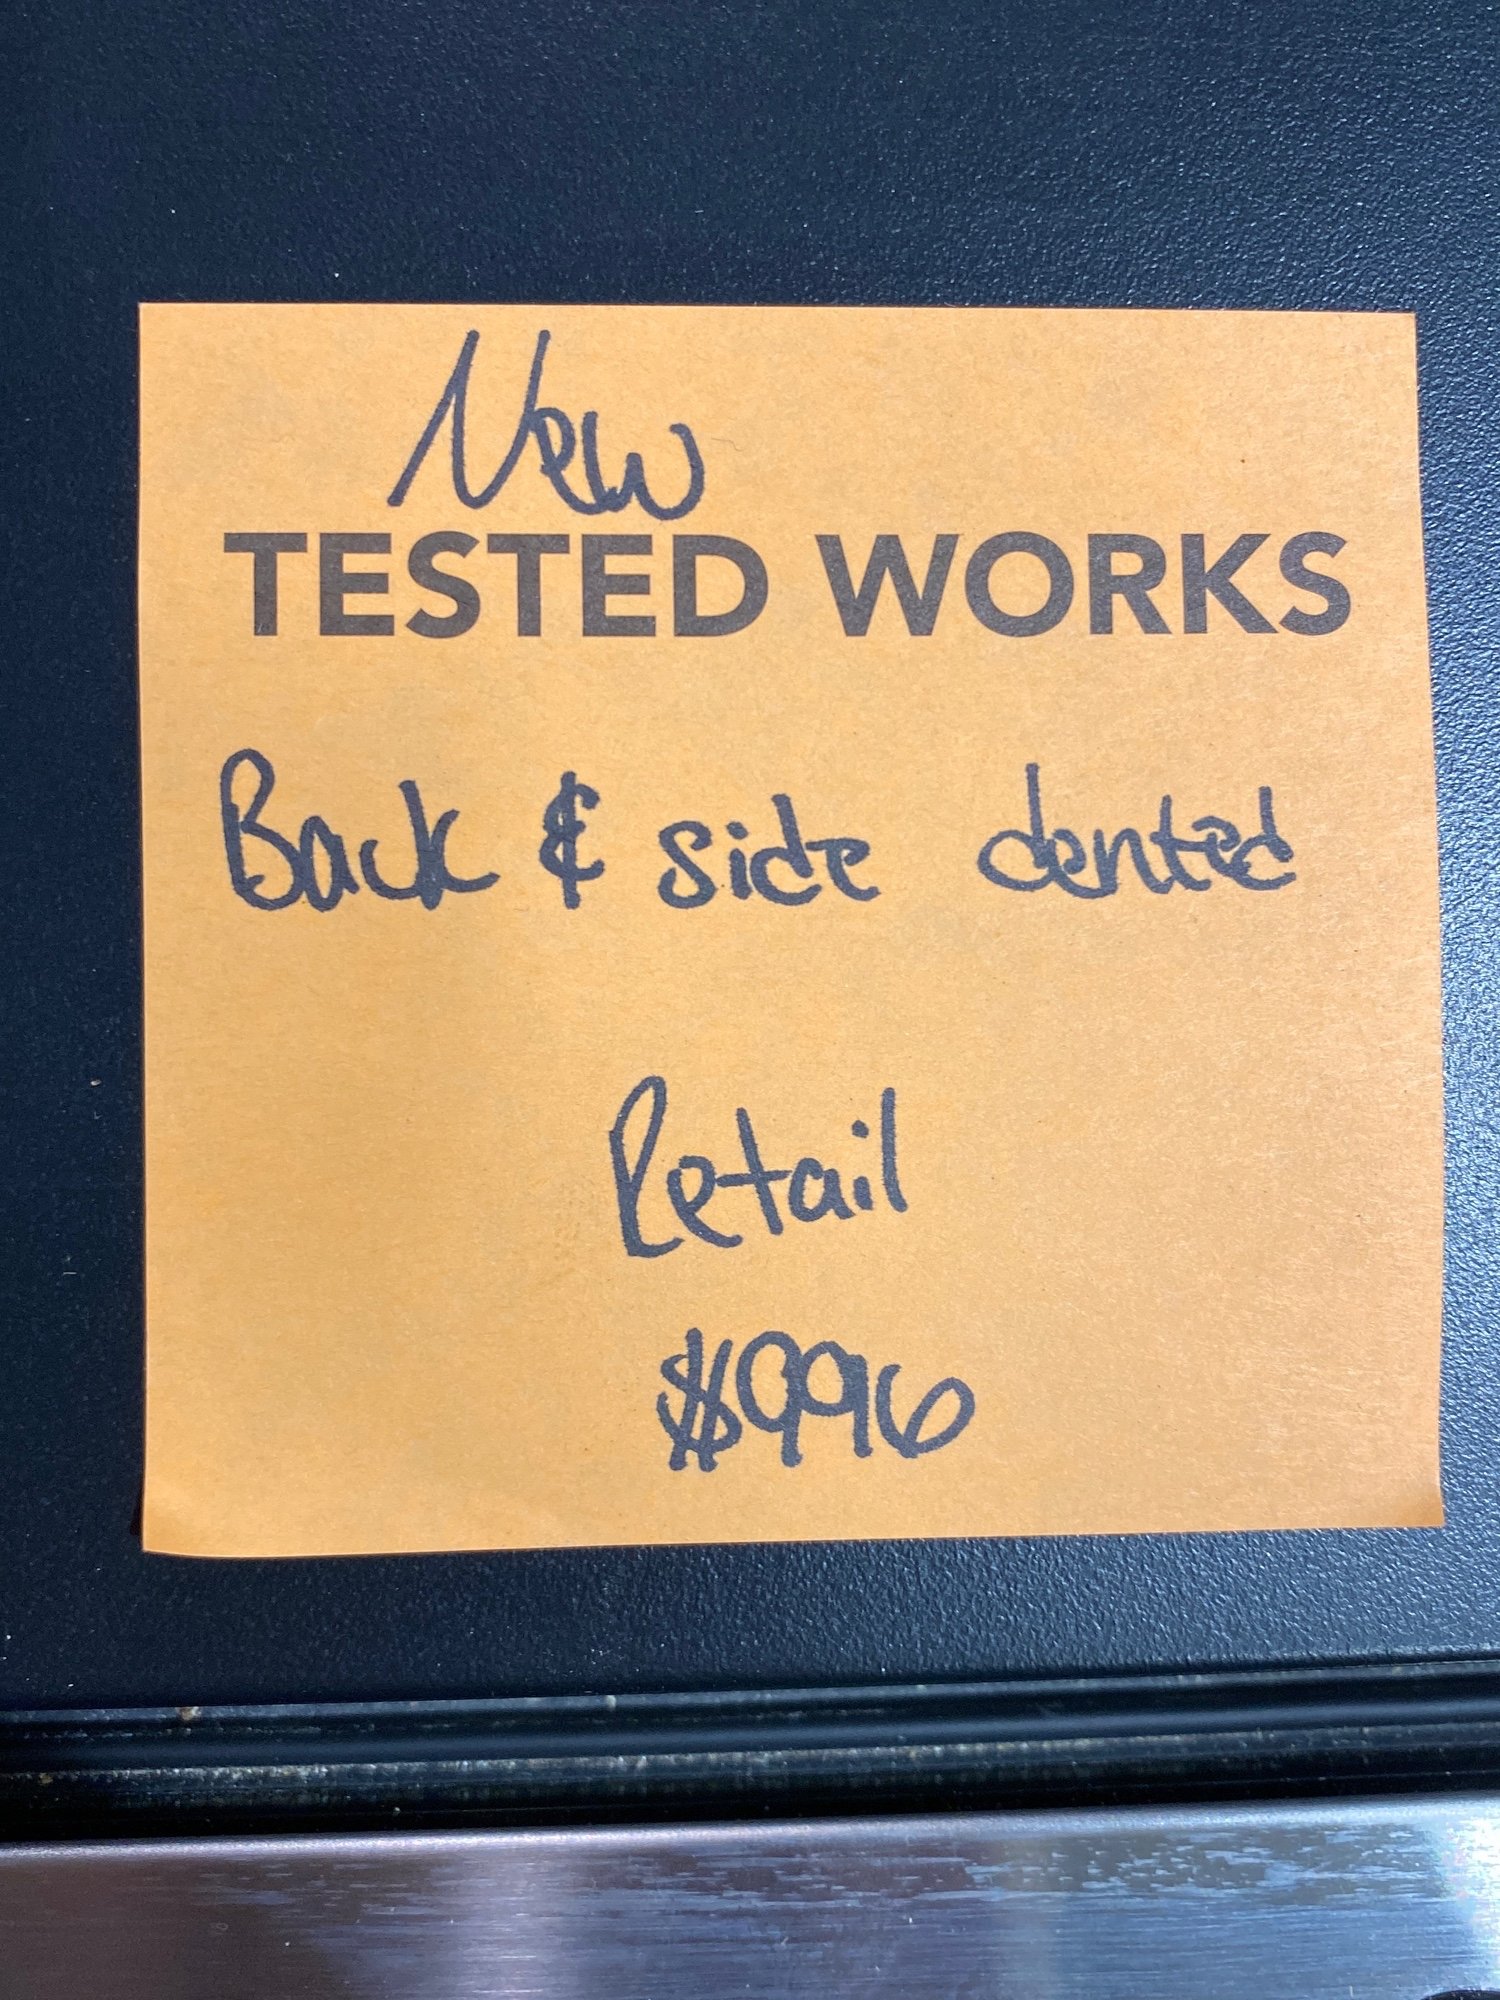 New
TESTED WORKS
Back & side dented
Retail
$996